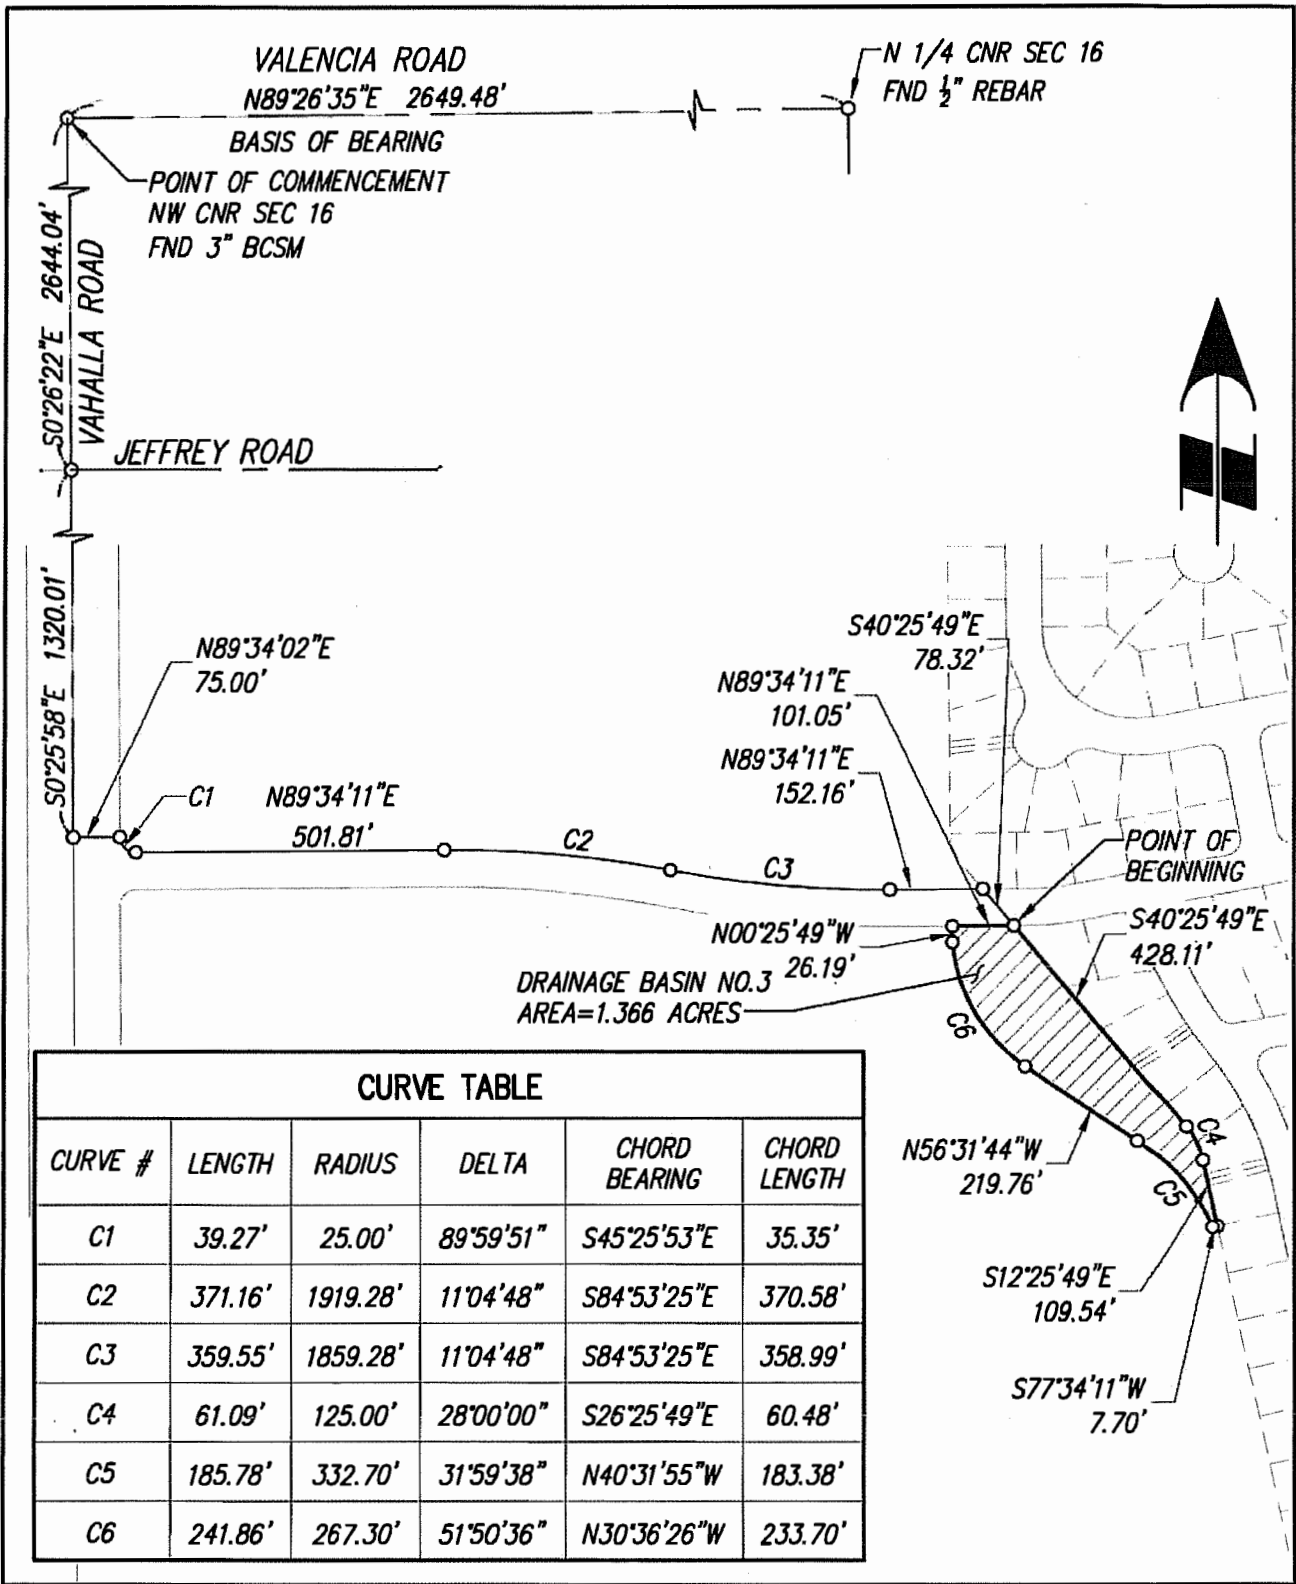 VALENCIA ROAD
N89°26'35"E 2649.48'
BASIS OF BEARING
N 1/4 CNR SEC 16
FND ½" REBAR
POINT OF COMMENCEMENT
NW CNR SEC 16
FND 3" BCSM
S0°26'22"E 2644.04'
VAHALLA ROAD
JEFFREY ROAD
S0°25'58"E 1320.01'
N89°34'02"E
75.00'
C1
N89°34'11"E
501.81'
C2
C3
S40°25'49"E
78.32'
N89°34'11"E
101.05'
N89°34'11"E
152.16'
POINT OF
BEGINNING
S40°25'49"E
428.11'
N00°25'49"W
26.19'
DRAINAGE BASIN NO.3
AREA=1.366 ACRES
C6
C4
N56°31'44"W
219.76'
C5
S12°25'49"E
109.54'
S77°34'11"W
7.70'
CURVE TABLE
CURVE # LENGTH RADIUS DELTA CHORD BEARING CHORD LENGTH
C1 39.27' 25.00' 89°59'51" S45°25'53"E 35.35'
C2 371.16' 1919.28' 11°04'48" S84°53'25"E 370.58'
C3 359.55' 1859.28' 11°04'48" S84°53'25"E 358.99'
C4 61.09' 125.00' 28°00'00" S26°25'49"E 60.48'
C5 185.78' 332.70' 31°59'38" N40°31'55"W 183.38'
C6 241.86' 267.30' 51°50'36" N30°36'26"W 233.70'